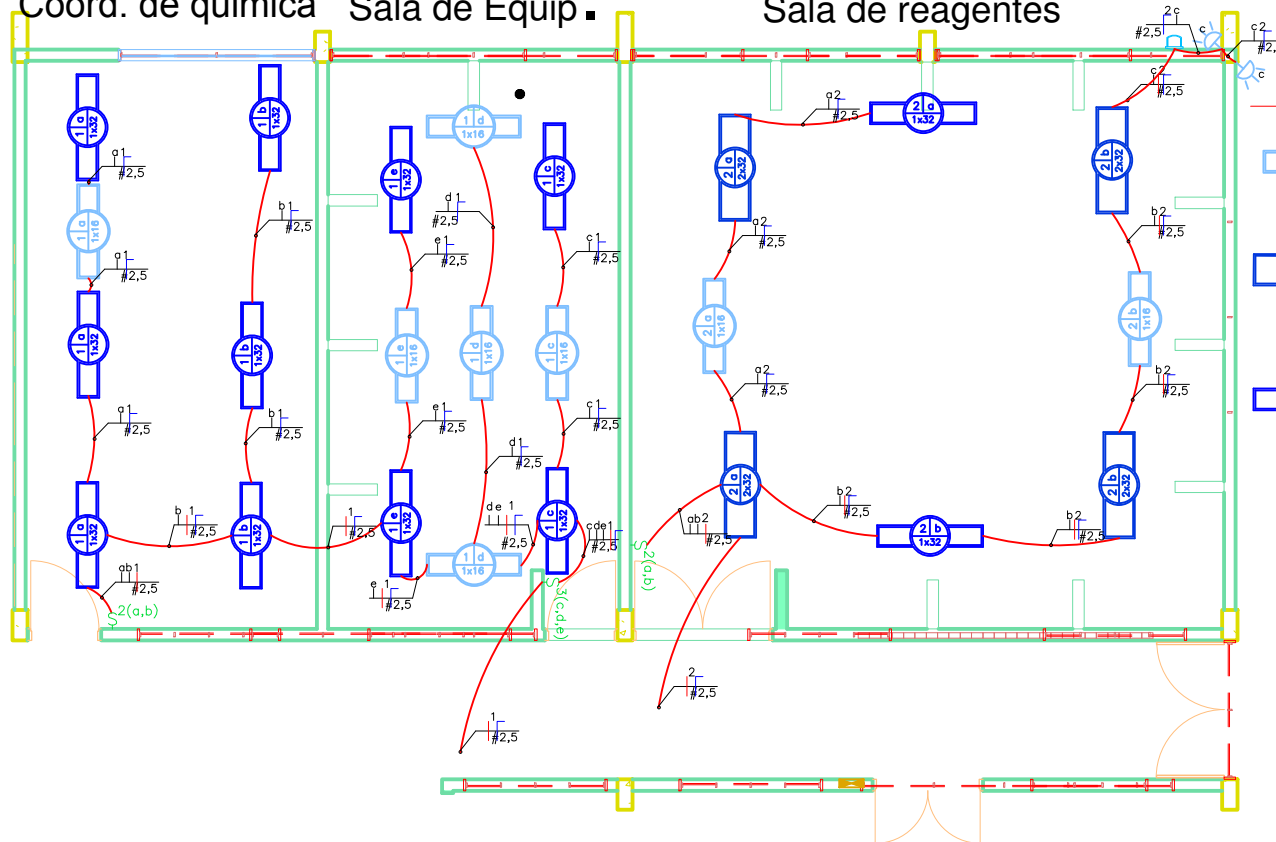 Coord. de química Sala de Equip. Sala de reagentes
2 c
#2,5
c
c 2
#2,
c
c 2
#2,5
1 a 1x32
1 b 1x32
1 d 1x16
a 2
#2,5
2 a 1x32
a 1
#2,5
1 e 1x32
1 c 1x32
2 a 2x32
2 b 2x32
1 a 1x16
b 1
#2,5
d 1
#2,5
a 2
#2,5
b 2
#2,5
a 1
#2,5
e 1
#2,5
c 1
#2,5
1 a 1x32
1 b 1x32
1 e 1x16
1 d 1x16
1 c 1x16
2 a 1x16
2 b 1x16
a 1
#2,5
b 1
#2,5
e 1
#2,5
c 1
#2,5
a 2
#2,5
b 2
#2,5
d 1
#2,5
2 a 2x32
2 b 2x32
1 a 1x32
b 1
#2,5
1 b 1x32
1
#2,5
1 e 1x32
d e 1
#2,5
1 c 1x32
cde1
#2,5
ab2
#2,5
b 2
#2,5
2 b 1x32
b 2
#2,5
1 d 1x16
e 1
#2,5
ab1
#2,5
S 2(a,b)
S 3(c,d,e)
S 2(a,b)
2
#2,5
1
#2,5